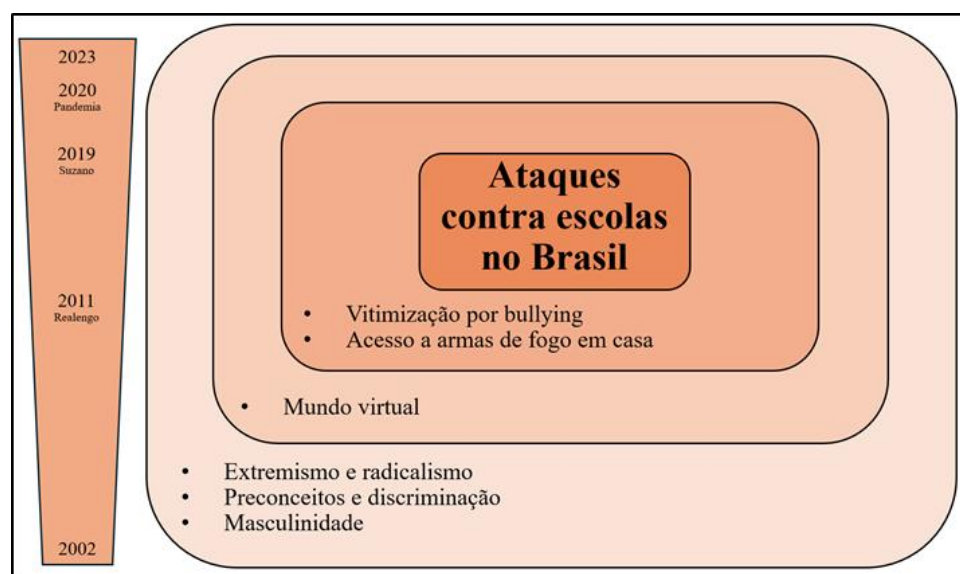 2023
2020
Pandemia
2019
Suzano
2011
Realengo
2002
Ataques
contra escolas
no Brasil
• Vitimização por bullying
• Acesso a armas de fogo em casa
• Mundo virtual
• Extremismo e radicalismo
• Preconceitos e discriminação
• Masculinidade